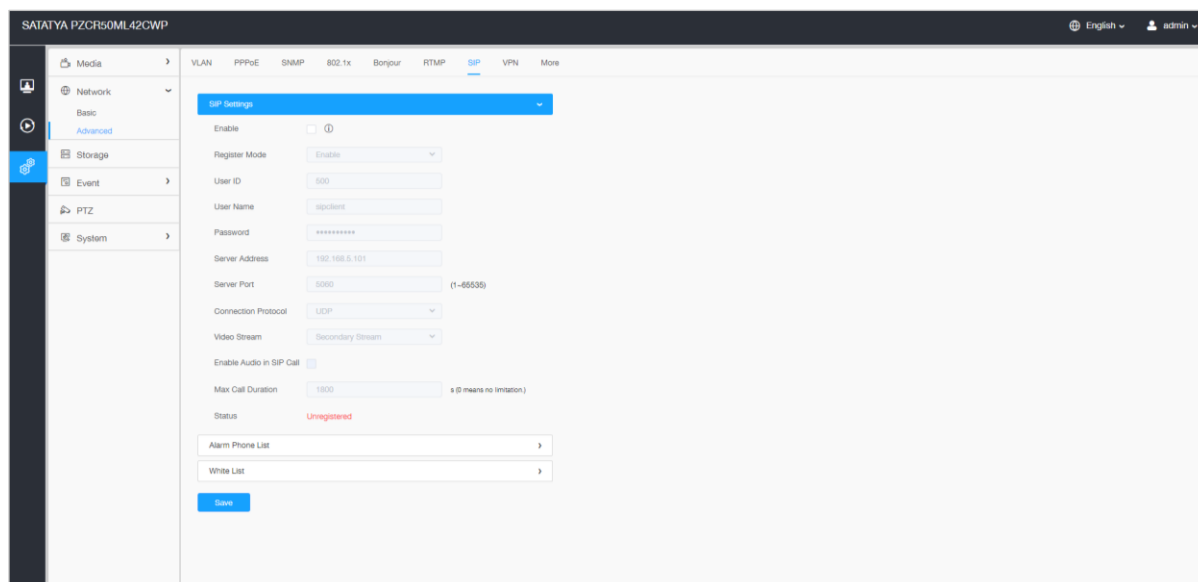 SATATYA PZCR50ML42CWP
English
admin
Media
Network
Basic
Advanced
Storage
Event
PTZ
System
VLAN PPPoE SNMP 802.1x Bonjour RTMP SIP VPN More
SIP Settings
Enable
Register Mode Enable
User ID 500
User Name sipclient
Password ••••••••••
Server Address 192.168.5.101
Server Port 5060 (1~65535)
Connection Protocol UDP
Video Stream Secondary Stream
Enable Audio in SIP Call
Max Call Duration 1800 s (0 means no limitation.)
Status Unregistered
Alarm Phone List
White List
Save